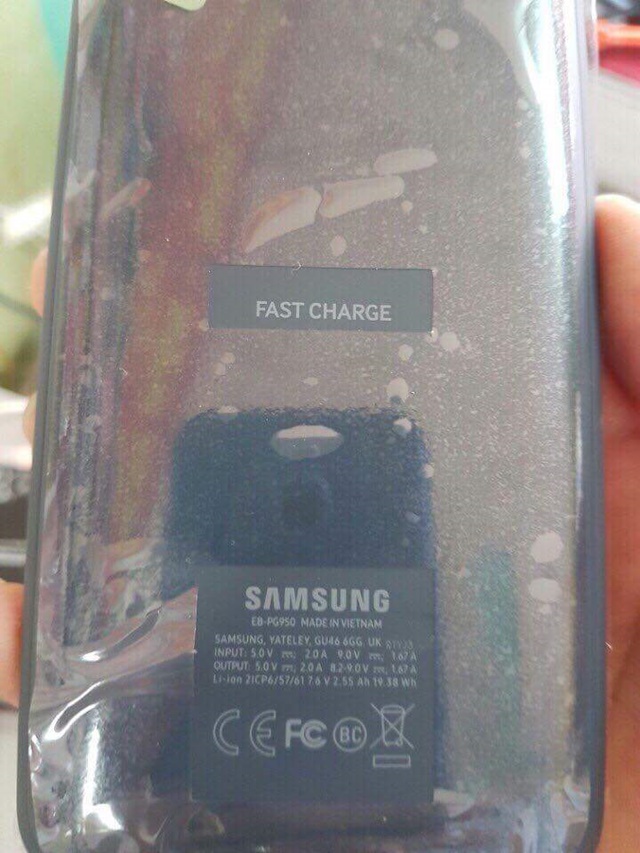 FAST CHARGE
SAMSUNG
EB-PG950 MADE IN VIETNAM
SAMSUNG, YATELEY, GU46 6GG, UK
INPUT: 5.0 V ⎓; 2.0 A 9.0 V ⎓; 1.67 A
OUTPUT: 5.0 V ⎓; 2.0 A 8.2-9.0 V ⎓; 1.67 A
Li-ion 2ICP6/57/61 7.6 V 2.55 Ah 19.38 Wh
CE FC BC